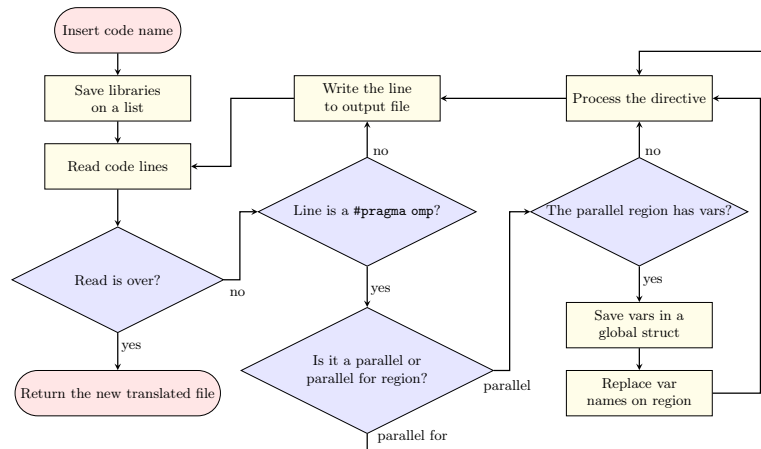 Insert code name
Save libraries
on a list
Read code lines
Read is over?
no
yes
Return the new translated file
Write the line
to output file
no
Line is a #pragma omp?
yes
Is it a parallel or
parallel for region?
parallel
parallel for
Process the directive
no
The parallel region has vars?
yes
Save vars in a
global struct
Replace var
names on region